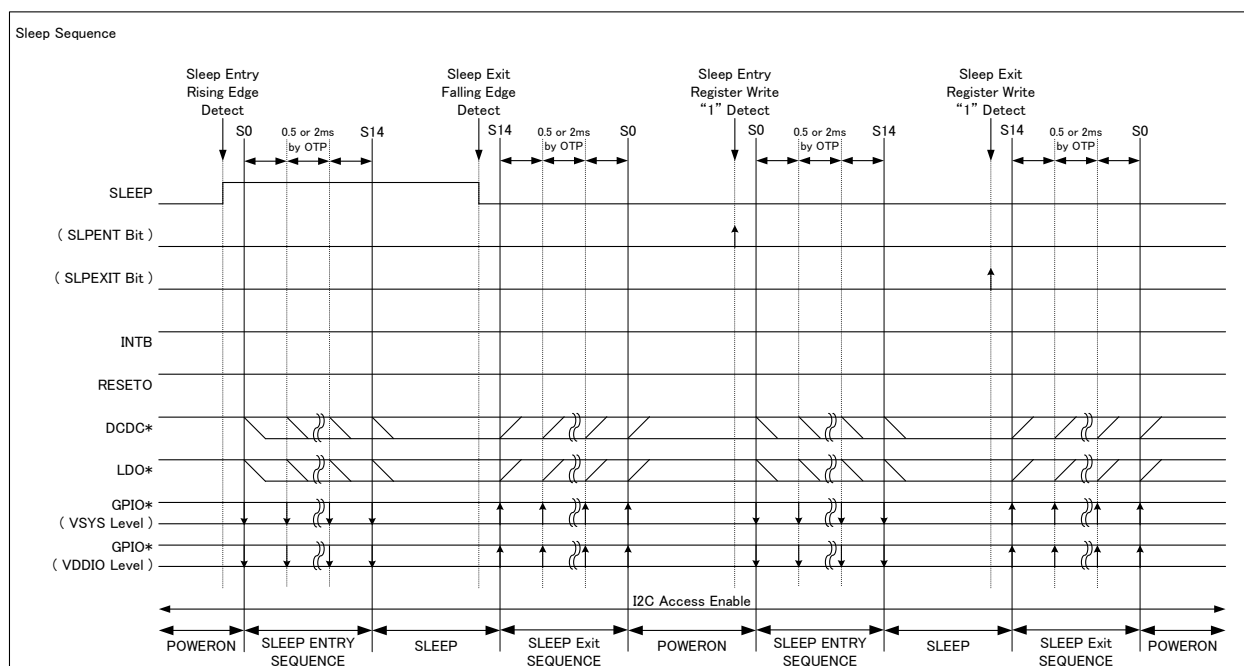 Sleep Sequence
Sleep Entry
Rising Edge
Detect
Sleep Exit
Falling Edge
Detect
Sleep Entry
Register Write
“1” Detect
Sleep Exit
Register Write
“1” Detect
S0
0.5 or 2ms
by OTP
S14
S14
0.5 or 2ms
by OTP
S0
S0
0.5 or 2ms
by OTP
S14
S14
0.5 or 2ms
by OTP
S0
SLEEP
( SLPENT Bit )
( SLPEXIT Bit )
INTB
RESETO
DCDC*
LDO*
GPIO*
( VSYS Level )
GPIO*
( VDDIO Level )
I2C Access Enable
POWERON
SLEEP ENTRY
SEQUENCE
SLEEP
SLEEP Exit
SEQUENCE
POWERON
SLEEP ENTRY
SEQUENCE
SLEEP
SLEEP Exit
SEQUENCE
POWERON